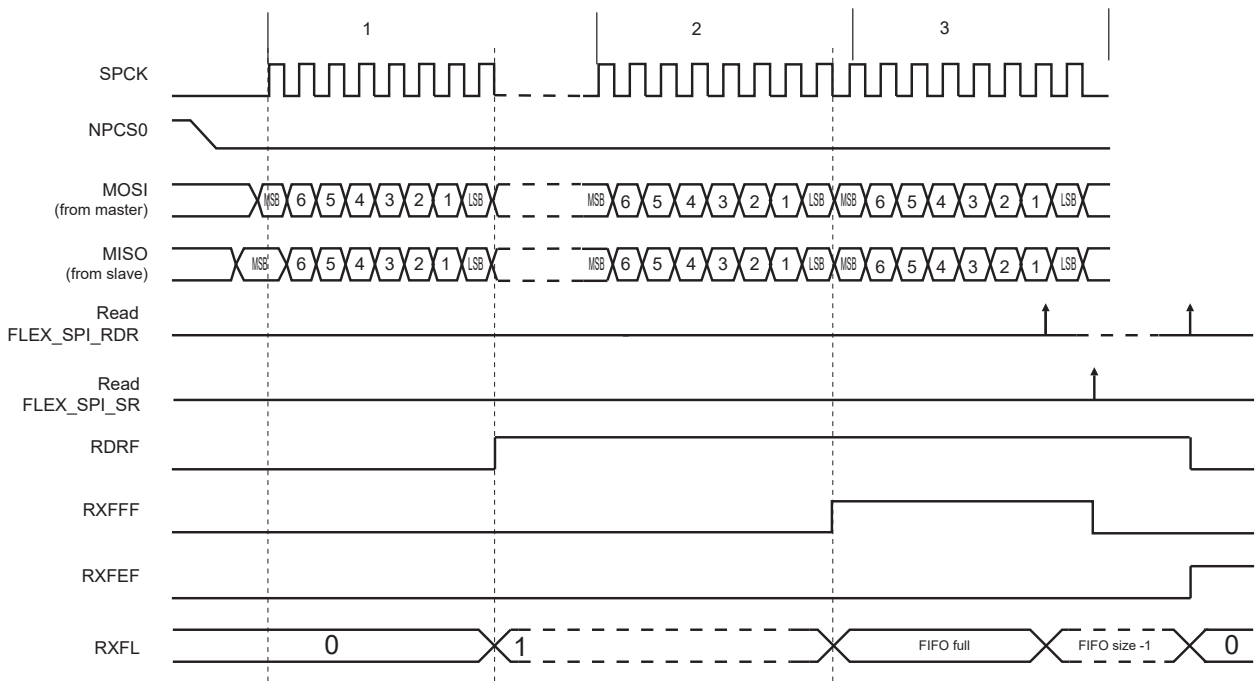 1 2 3
SPCK
NPCS0
MOSI
(from master)
MSB 6 5 4 3 2 1 LSB MSB 6 5 4 3 2 1 LSB MSB 6 5 4 3 2 1 LSB
MISO
(from slave)
MSB 6 5 4 3 2 1 LSB MSB 6 5 4 3 2 1 LSB MSB 6 5 4 3 2 1 LSB
Read
FLEX_SPI_RDR
Read
FLEX_SPI_SR
RDRF
RXFFF
RXFEF
RXFL 0 1 FIFO full FIFO size -1 0